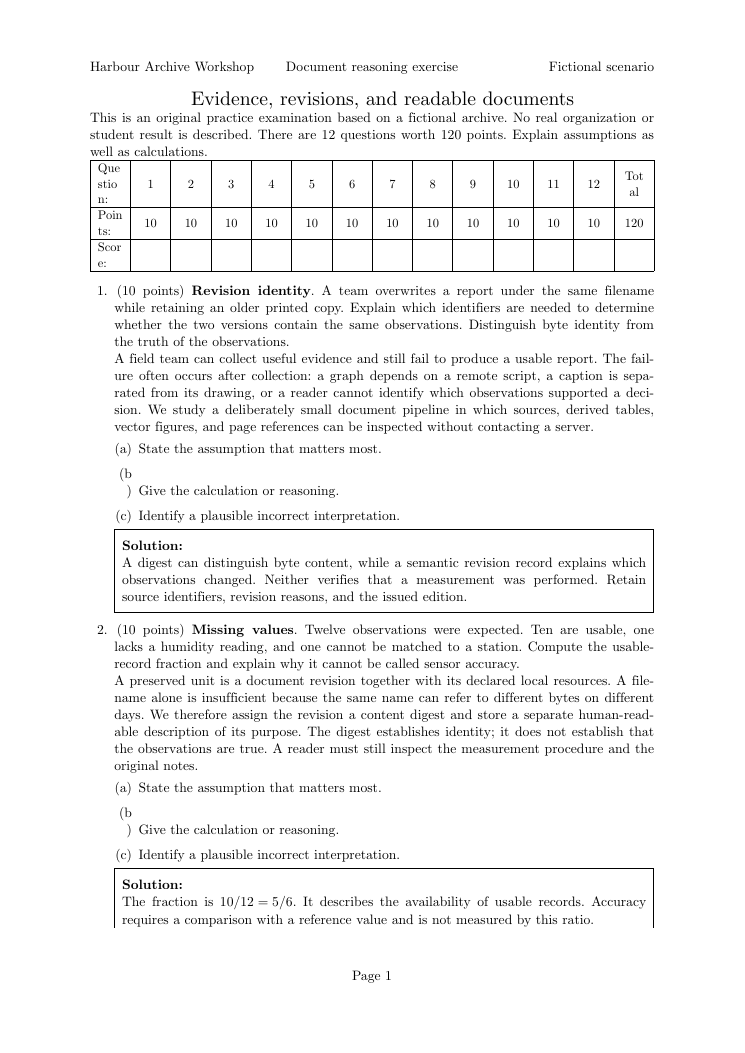 Harbour Archive Workshop Document reasoning exercise Fictional scenario
Evidence, revisions, and readable documents
This is an original practice examination based on a fictional archive. No real organization or
student result is described. There are 12 questions worth 120 points. Explain assumptions as
well as calculations.
Que
stio
n: 1 2 3 4 5 6 7 8 9 10 11 12 Tot
al
Poin
ts: 10 10 10 10 10 10 10 10 10 10 10 10 120
Scor
e:
1. (10 points) Revision identity. A team overwrites a report under the same filename
while retaining an older printed copy. Explain which identifiers are needed to determine
whether the two versions contain the same observations. Distinguish byte identity from
the truth of the observations.
A field team can collect useful evidence and still fail to produce a usable report. The fail-
ure often occurs after collection: a graph depends on a remote script, a caption is sepa-
rated from its drawing, or a reader cannot identify which observations supported a deci-
sion. We study a deliberately small document pipeline in which sources, derived tables,
vector figures, and page references can be inspected without contacting a server.
(a) State the assumption that matters most.
(b
) Give the calculation or reasoning.
(c) Identify a plausible incorrect interpretation.
Solution:
A digest can distinguish byte content, while a semantic revision record explains which
observations changed. Neither verifies that a measurement was performed. Retain
source identifiers, revision reasons, and the issued edition.
2. (10 points) Missing values. Twelve observations were expected. Ten are usable, one
lacks a humidity reading, and one cannot be matched to a station. Compute the usable-
record fraction and explain why it cannot be called sensor accuracy.
A preserved unit is a document revision together with its declared local resources. A file-
name alone is insufficient because the same name can refer to different bytes on different
days. We therefore assign the revision a content digest and store a separate human-read-
able description of its purpose. The digest establishes identity; it does not establish that
the observations are true. A reader must still inspect the measurement procedure and the
original notes.
(a) State the assumption that matters most.
(b
) Give the calculation or reasoning.
(c) Identify a plausible incorrect interpretation.
Solution:
The fraction is 10/12 = 5/6. It describes the availability of usable records. Accuracy
requires a comparison with a reference value and is not measured by this ratio.
Page 1